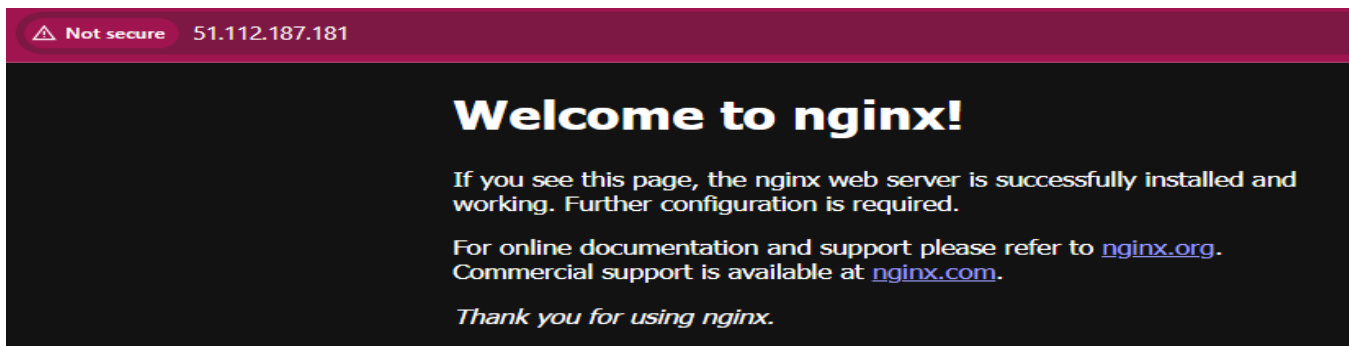 Not secure 51.112.187.181
Welcome to nginx!
If you see this page, the nginx web server is successfully installed and
working. Further configuration is required.
For online documentation and support please refer to nginx.org.
Commercial support is available at nginx.com.
Thank you for using nginx.